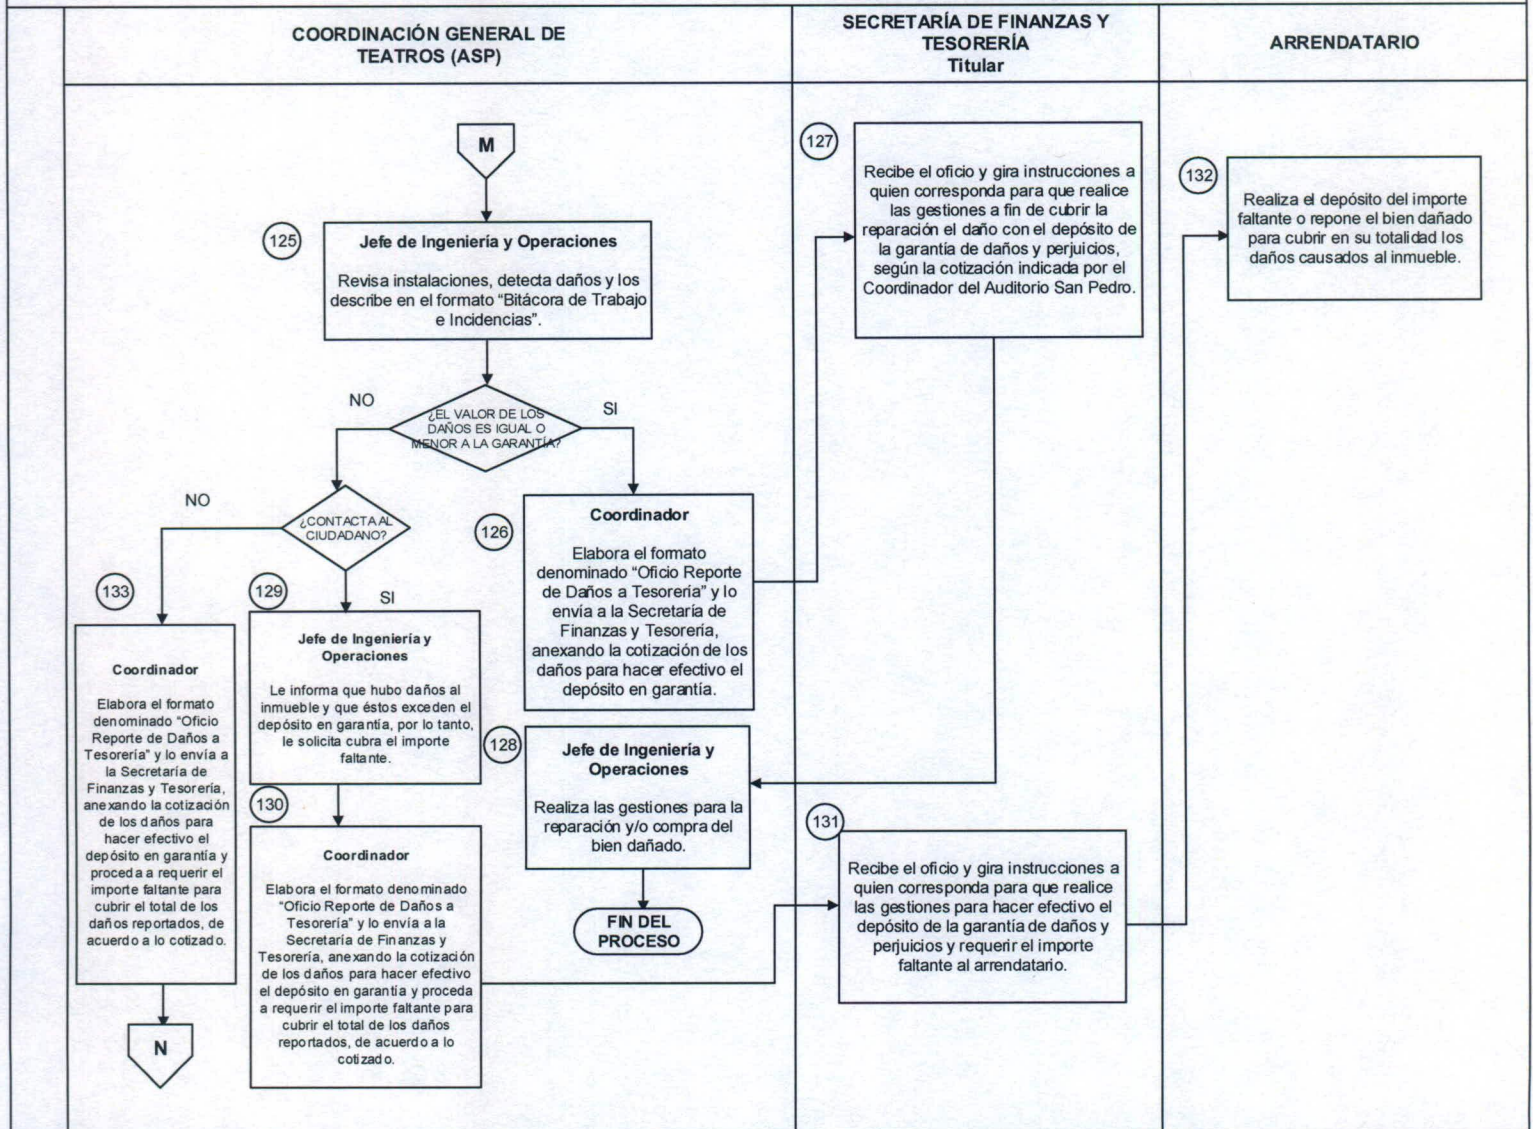 COORDINACIÓN GENERAL DE
TEATROS (ASP)
SECRETARÍA DE FINANZAS Y
TESORERÍA
Titular
ARRENDATARIO
M
125
Jefe de Ingeniería y Operaciones
Revisa instalaciones, detecta daños y los
describe en el formato “Bitácora de Trabajo
e Incidencias”.
NO
¿EL VALOR DE LOS
DAÑOS ES IGUAL O
MENOR A LA GARANTÍA?
SI
NO
¿CONTACTA AL
CIUDADANO?
SI
126
Coordinador
Elabora el formato
denominado “Oficio Reporte
de Daños a Tesorería” y lo
envía a la Secretaría de
Finanzas y Tesorería,
anexando la cotización de los
daños para hacer efectivo el
depósito en garantía.
127
Recibe el oficio y gira instrucciones a
quien corresponda para que realice
las gestiones a fin de cubrir la
reparación el daño con el depósito de
la garantía de daños y perjuicios,
según la cotización indicada por el
Coordinador del Auditorio San Pedro.
128
Jefe de Ingeniería y
Operaciones
Realiza las gestiones para la
reparación y/o compra del
bien dañado.
FIN DEL
PROCESO
129
Jefe de Ingeniería y
Operaciones
Le informa que hubo daños al
inmueble y que éstos exceden el
depósito en garantía, por lo tanto,
le solicita cubra el importe
faltante.
130
Coordinador
Elabora el formato denominado
“Oficio Reporte de Daños a
Tesorería” y lo envía a la
Secretaría de Finanzas y
Tesorería, anexando la cotización
de los daños para hacer efectivo
el depósito en garantía y proceda
a requerir el importe faltante para
cubrir el total de los daños
reportados, de acuerdo a lo
cotizado.
131
Recibe el oficio y gira instrucciones a
quien corresponda para que realice
las gestiones para hacer efectivo el
depósito de la garantía de daños y
perjuicios y requerir el importe
faltante al arrendatario.
132
Realiza el depósito del importe
faltante o repone el bien dañado
para cubrir en su totalidad los
daños causados al inmueble.
133
Coordinador
Elabora el formato
denominado “Oficio
Reporte de Daños a
Tesorería” y lo envía a
la Secretaría de
Finanzas y Tesorería,
anexando la cotización
de los daños para
hacer efectivo el
depósito en garantía y
proceda a requerir el
importe faltante para
cubrir el total de los
daños reportados, de
acuerdo a lo cotizado.
N